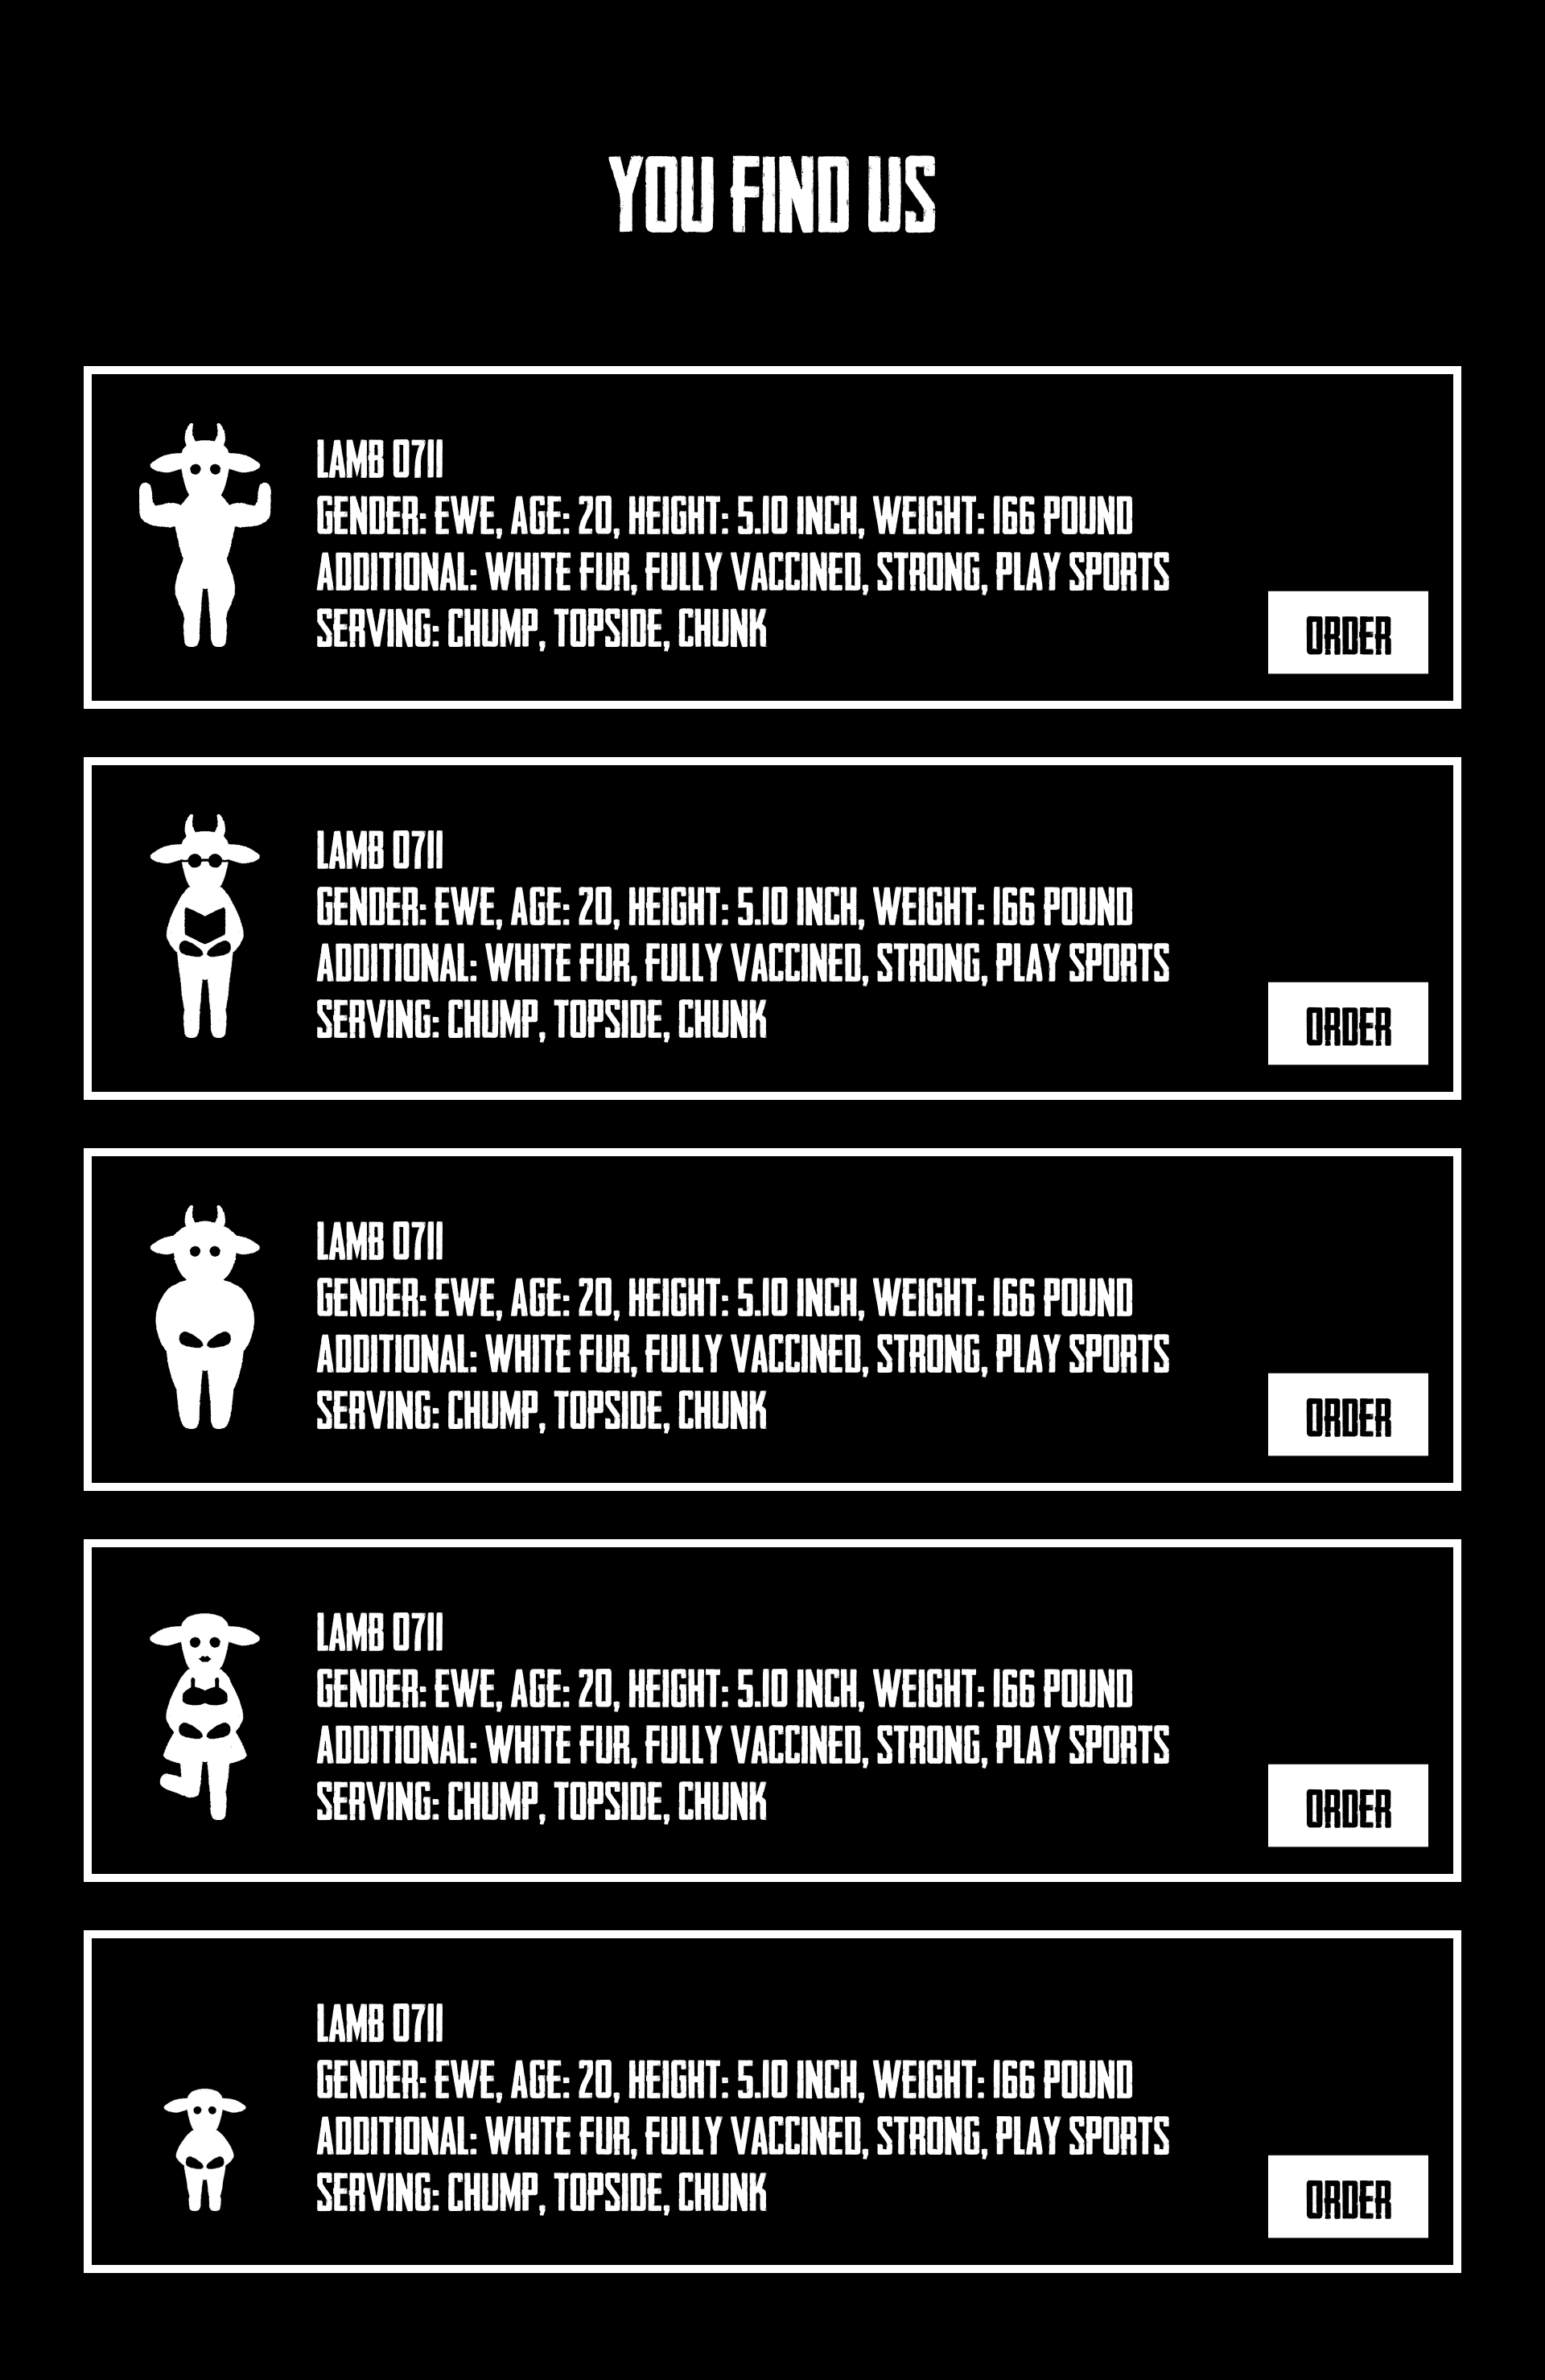 YOU FIND US
LAMB 0711
GENDER: EWE, AGE: 20, HEIGHT: 5.10 INCH, WEIGHT: 166 POUND
ADDITIONAL: WHITE FUR, FULLY VACCINED, STRONG, PLAY SPORTS
SERVING: CHUMP, TOPSIDE, CHUNK
ORDER
LAMB 0711
GENDER: EWE, AGE: 20, HEIGHT: 5.10 INCH, WEIGHT: 166 POUND
ADDITIONAL: WHITE FUR, FULLY VACCINED, STRONG, PLAY SPORTS
SERVING: CHUMP, TOPSIDE, CHUNK
ORDER
LAMB 0711
GENDER: EWE, AGE: 20, HEIGHT: 5.10 INCH, WEIGHT: 166 POUND
ADDITIONAL: WHITE FUR, FULLY VACCINED, STRONG, PLAY SPORTS
SERVING: CHUMP, TOPSIDE, CHUNK
ORDER
LAMB 0711
GENDER: EWE, AGE: 20, HEIGHT: 5.10 INCH, WEIGHT: 166 POUND
ADDITIONAL: WHITE FUR, FULLY VACCINED, STRONG, PLAY SPORTS
SERVING: CHUMP, TOPSIDE, CHUNK
ORDER
LAMB 0711
GENDER: EWE, AGE: 20, HEIGHT: 5.10 INCH, WEIGHT: 166 POUND
ADDITIONAL: WHITE FUR, FULLY VACCINED, STRONG, PLAY SPORTS
SERVING: CHUMP, TOPSIDE, CHUNK
ORDER